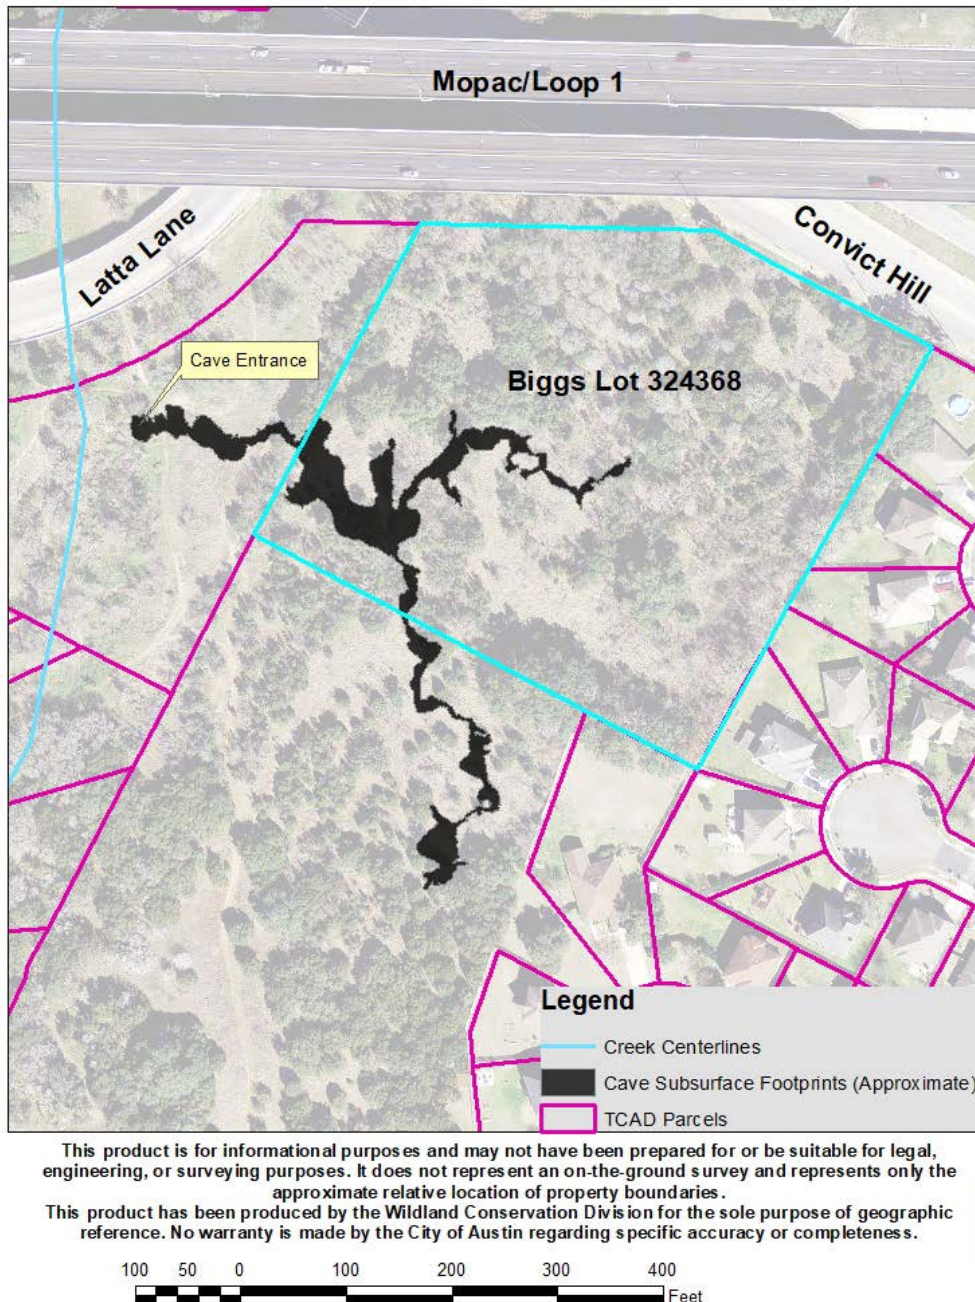 Mopac/Loop 1
Latta Lane
Convict Hill
Cave Entrance
Biggs Lot 324368
Legend
Creek Centerlines
Cave Subsurface Footprints (Approximate)
TCAD Parcels
This product is for informational purposes and may not have been prepared for or be suitable for legal,
engineering, or surveying purposes. It does not represent an on-the-ground survey and represents only the
approximate relative location of property boundaries.
This product has been produced by the Wildland Conservation Division for the sole purpose of geographic
reference. No warranty is made by the City of Austin regarding specific accuracy or completeness.
100 50 0 100 200 300 400
Feet